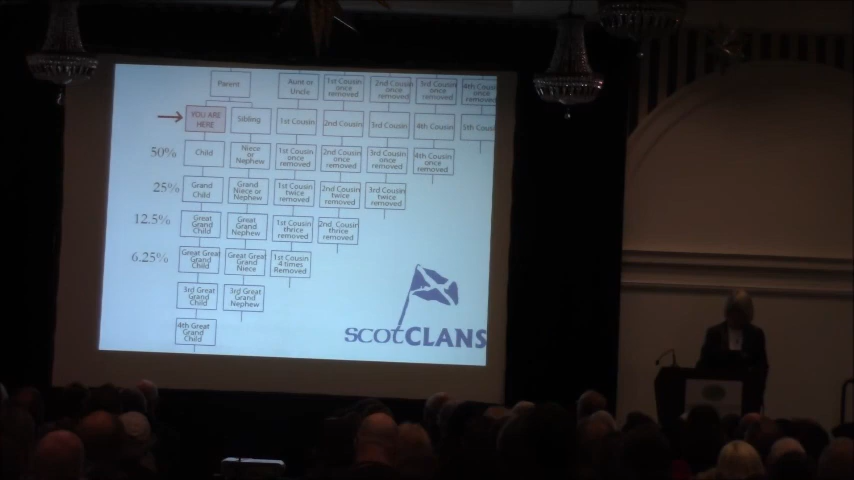 Parent
Aunt or
Uncle
1st Cousin
once
removed
2nd Cousin
once
removed
3rd Cousin
once
removed
4th Cousin
once
removed
YOU ARE
HERE
Sibling
1st Cousin
2nd Cousin
3rd Cousin
4th Cousin
5th Cousi
50%
Child
Niece
or
Nephew
1st Cousin
once
removed
2nd Cousin
once
removed
3rd Cousin
once
removed
4th Cousin
once
removed
25%
Grand
Child
Grand
Niece or
Nephew
1st Cousin
twice
removed
2nd Cousin
twice
removed
3rd Cousin
twice
removed
12.5%
Great
Grand
Child
Great
Grand
Nephew
1st Cousin
thrice
removed
2nd Cousin
thrice
removed
6.25%
Great Great
Grand
Child
Great Great
Grand
Niece
1st Cousin
4 times
Removed
3rd Great
Grand
Child
3rd Great
Grand
Nephew
4th Great
Grand
Child
SCOTCLANS